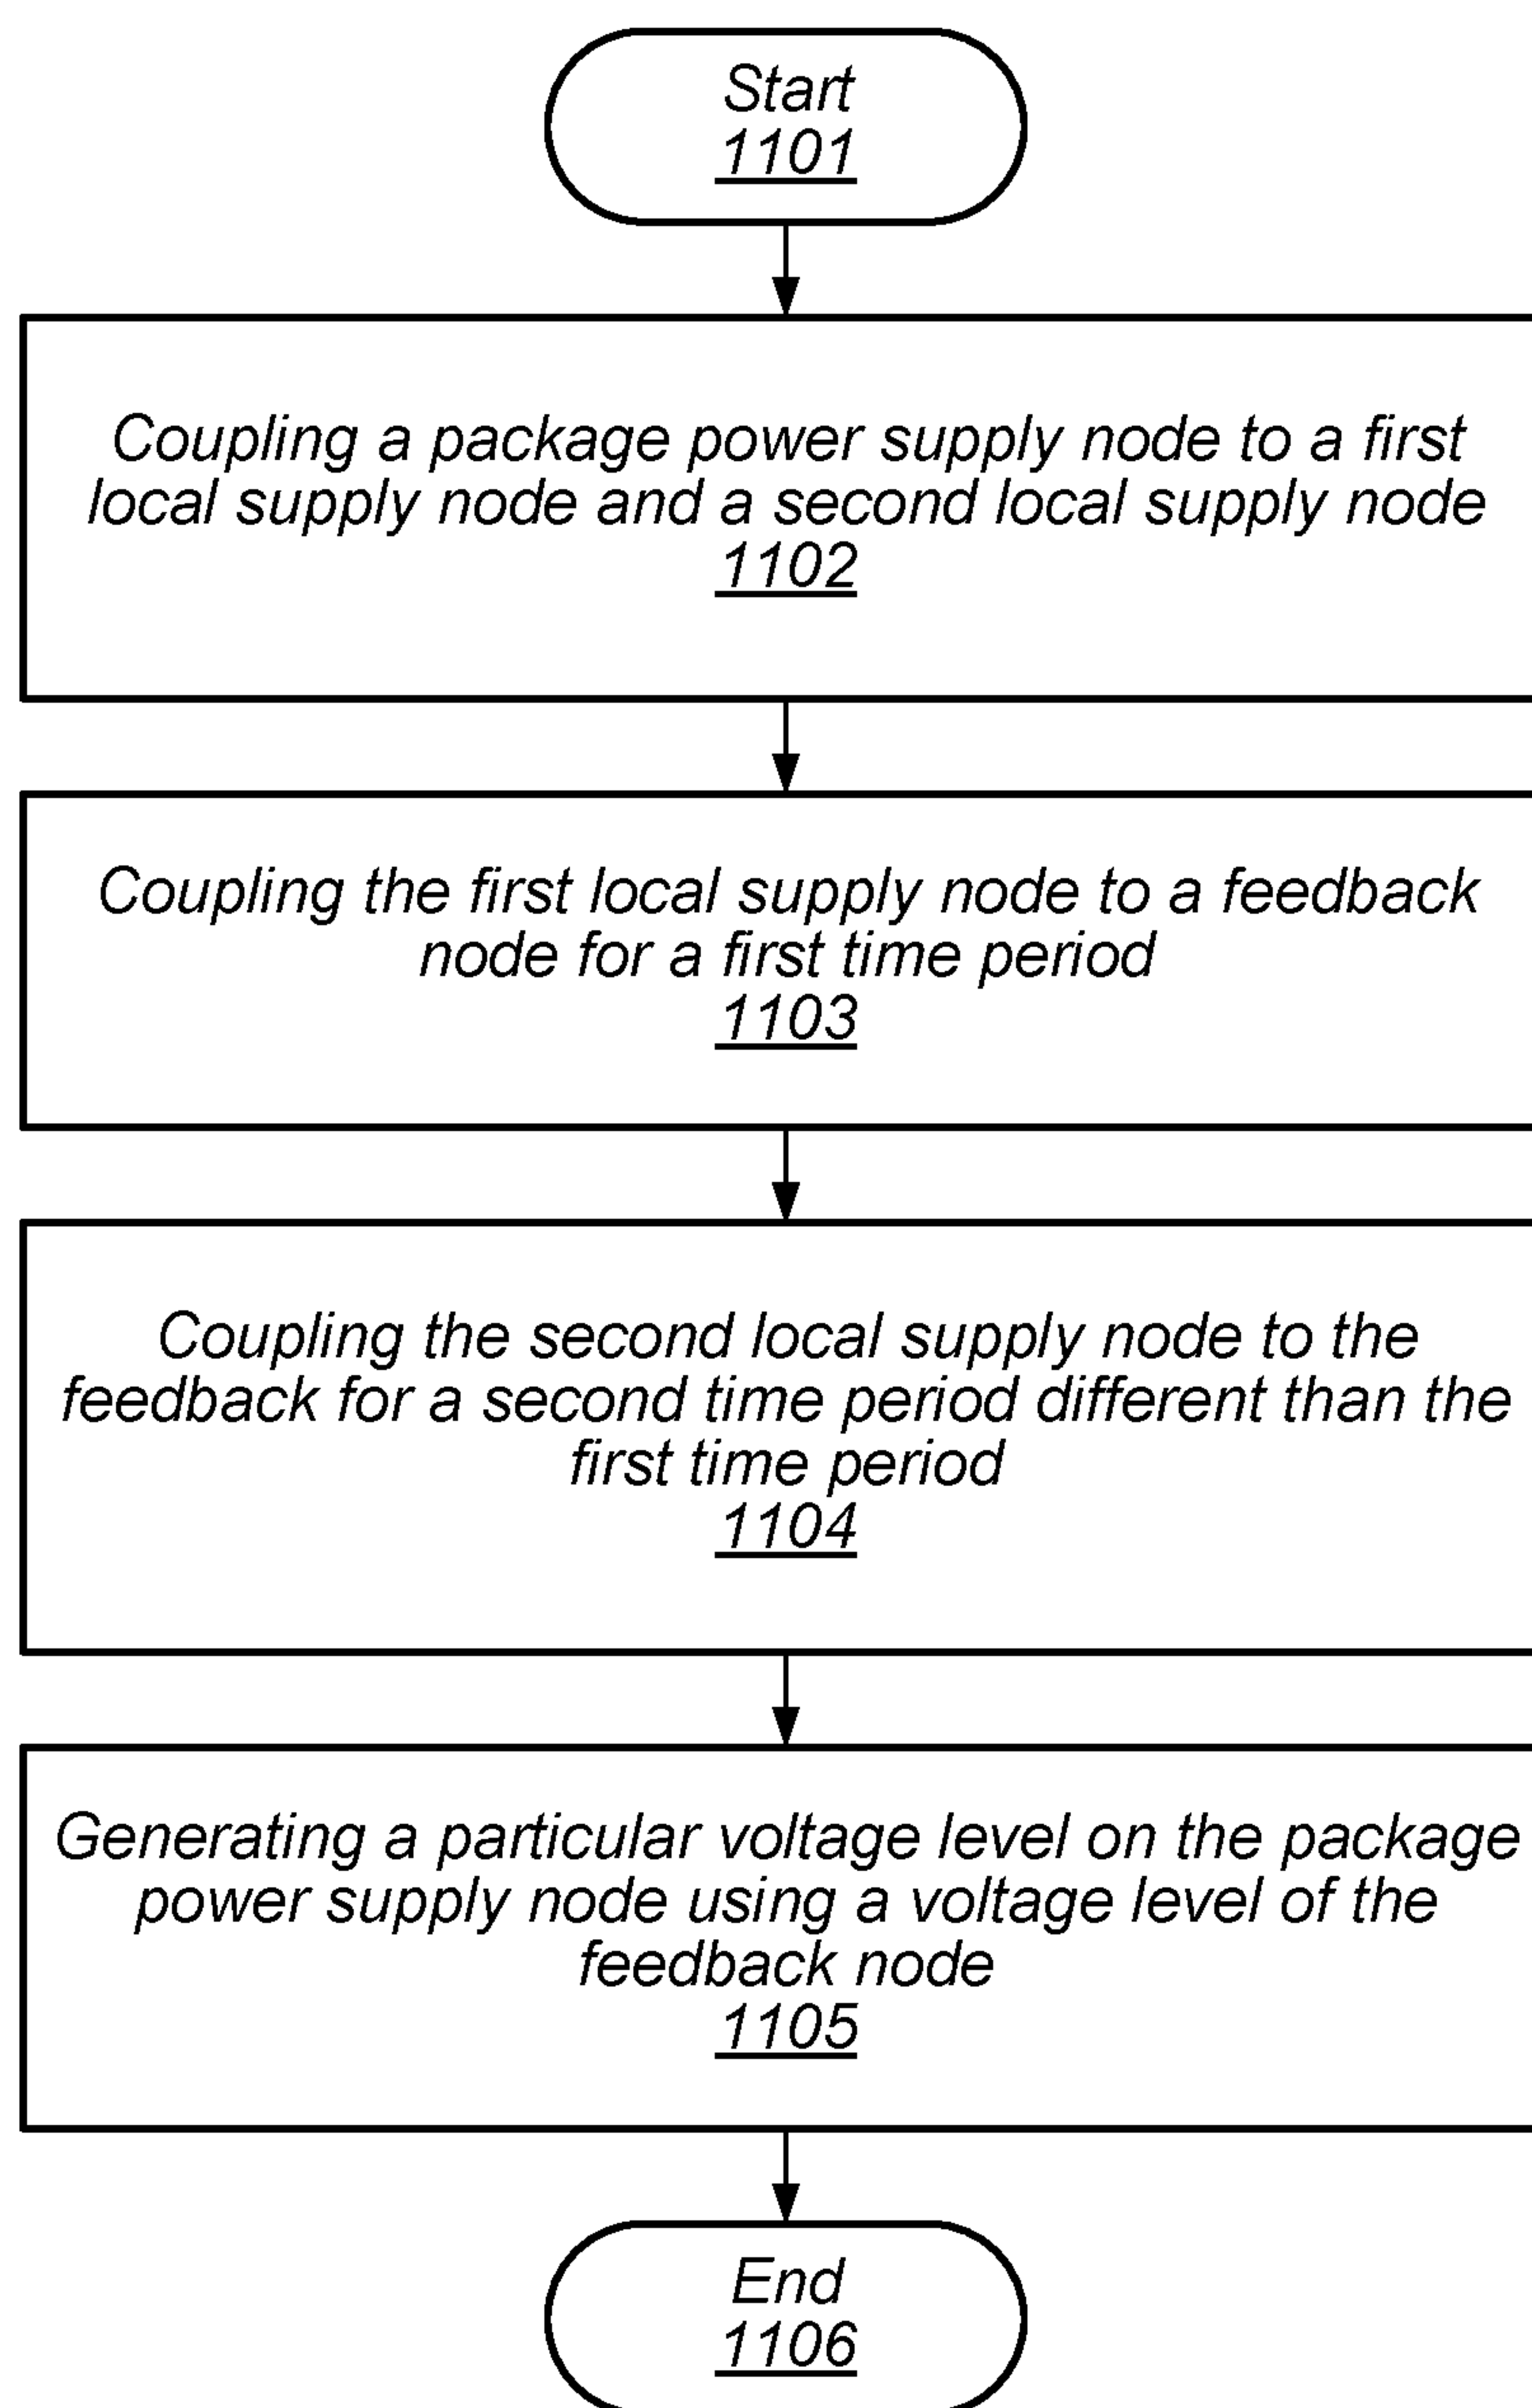 Start
1101
Coupling a package power supply node to a first
local supply node and a second local supply node
1102
Coupling the first local supply node to a feedback
node for a first time period
1103
Coupling the second local supply node to the
feedback for a second time period different than the
first time period
1104
Generating a particular voltage level on the package
power supply node using a voltage level of the
feedback node
1105
End
1106